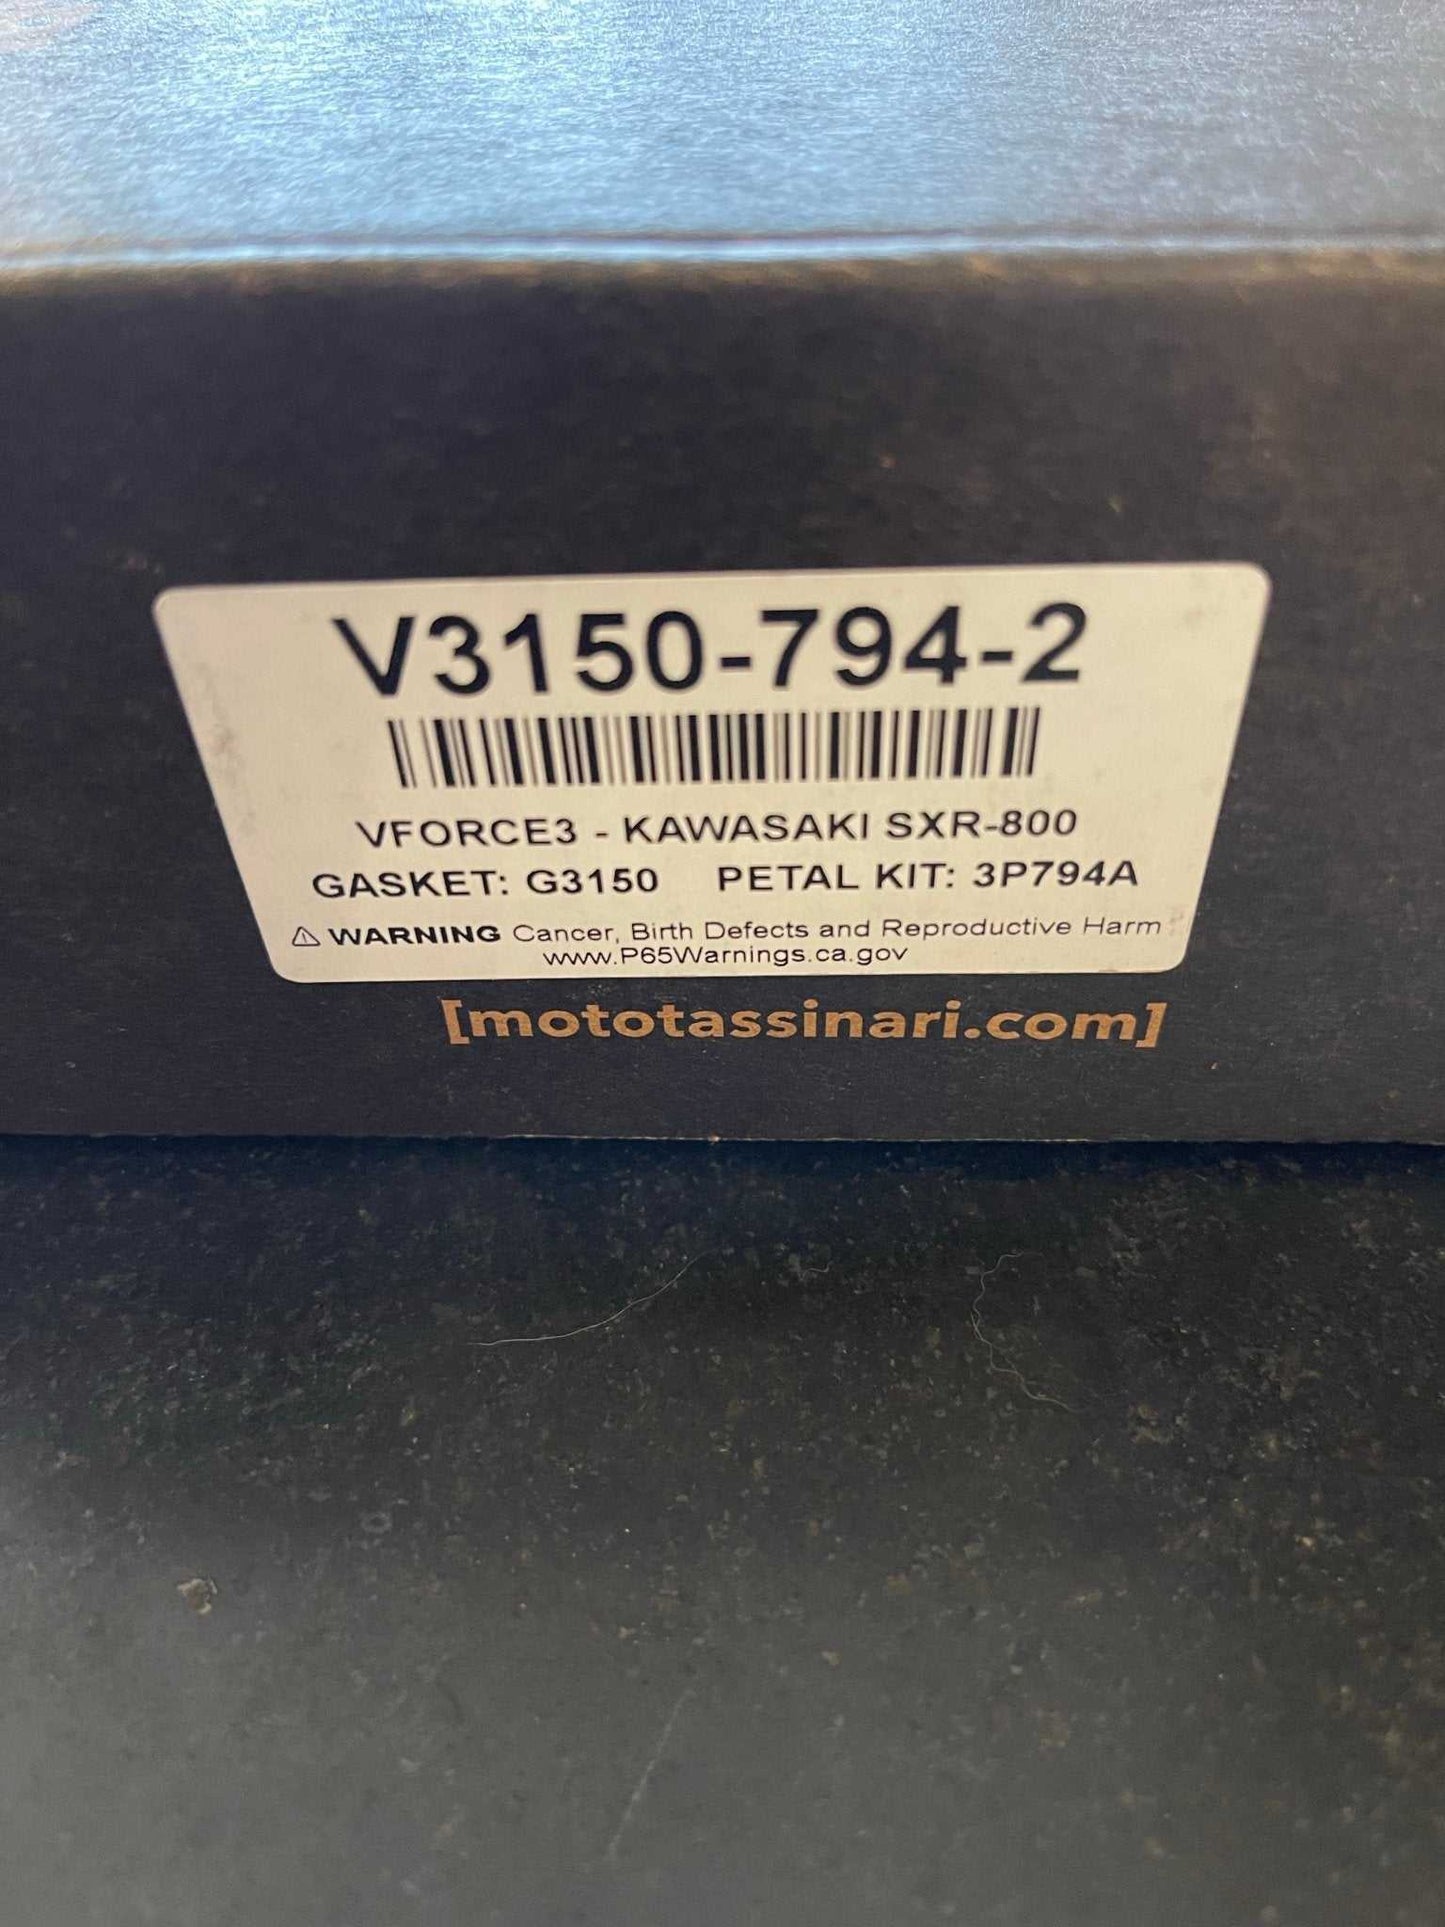 V3150-794-2
VFORCE3 - KAWASAKI SXR-800
GASKET: G3150 PETAL KIT: 3P794A
⚠ WARNING Cancer, Birth Defects and Reproductive Harm
www.P65Warnings.ca.gov
[mototassinari.com]